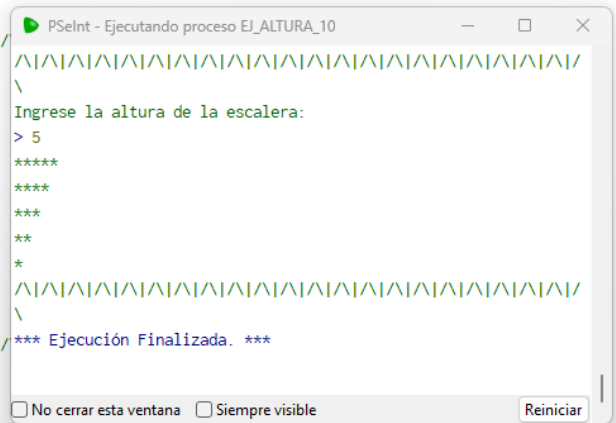 PSeInt - Ejecutando proceso EJ_ALTURA_10
/\|/\|/\|/\|/\|/\|/\|/\|/\|/\|/\|/\|/\|/\|/\|/\|/\|/\|/\|/\|/\|/
\
Ingrese la altura de la escalera:
> 5
*****
****
***
**
*
/\|/\|/\|/\|/\|/\|/\|/\|/\|/\|/\|/\|/\|/\|/\|/\|/\|/\|/\|/\|/\|/
\
*** Ejecución Finalizada. ***
No cerrar esta ventana Siempre visible Reiniciar